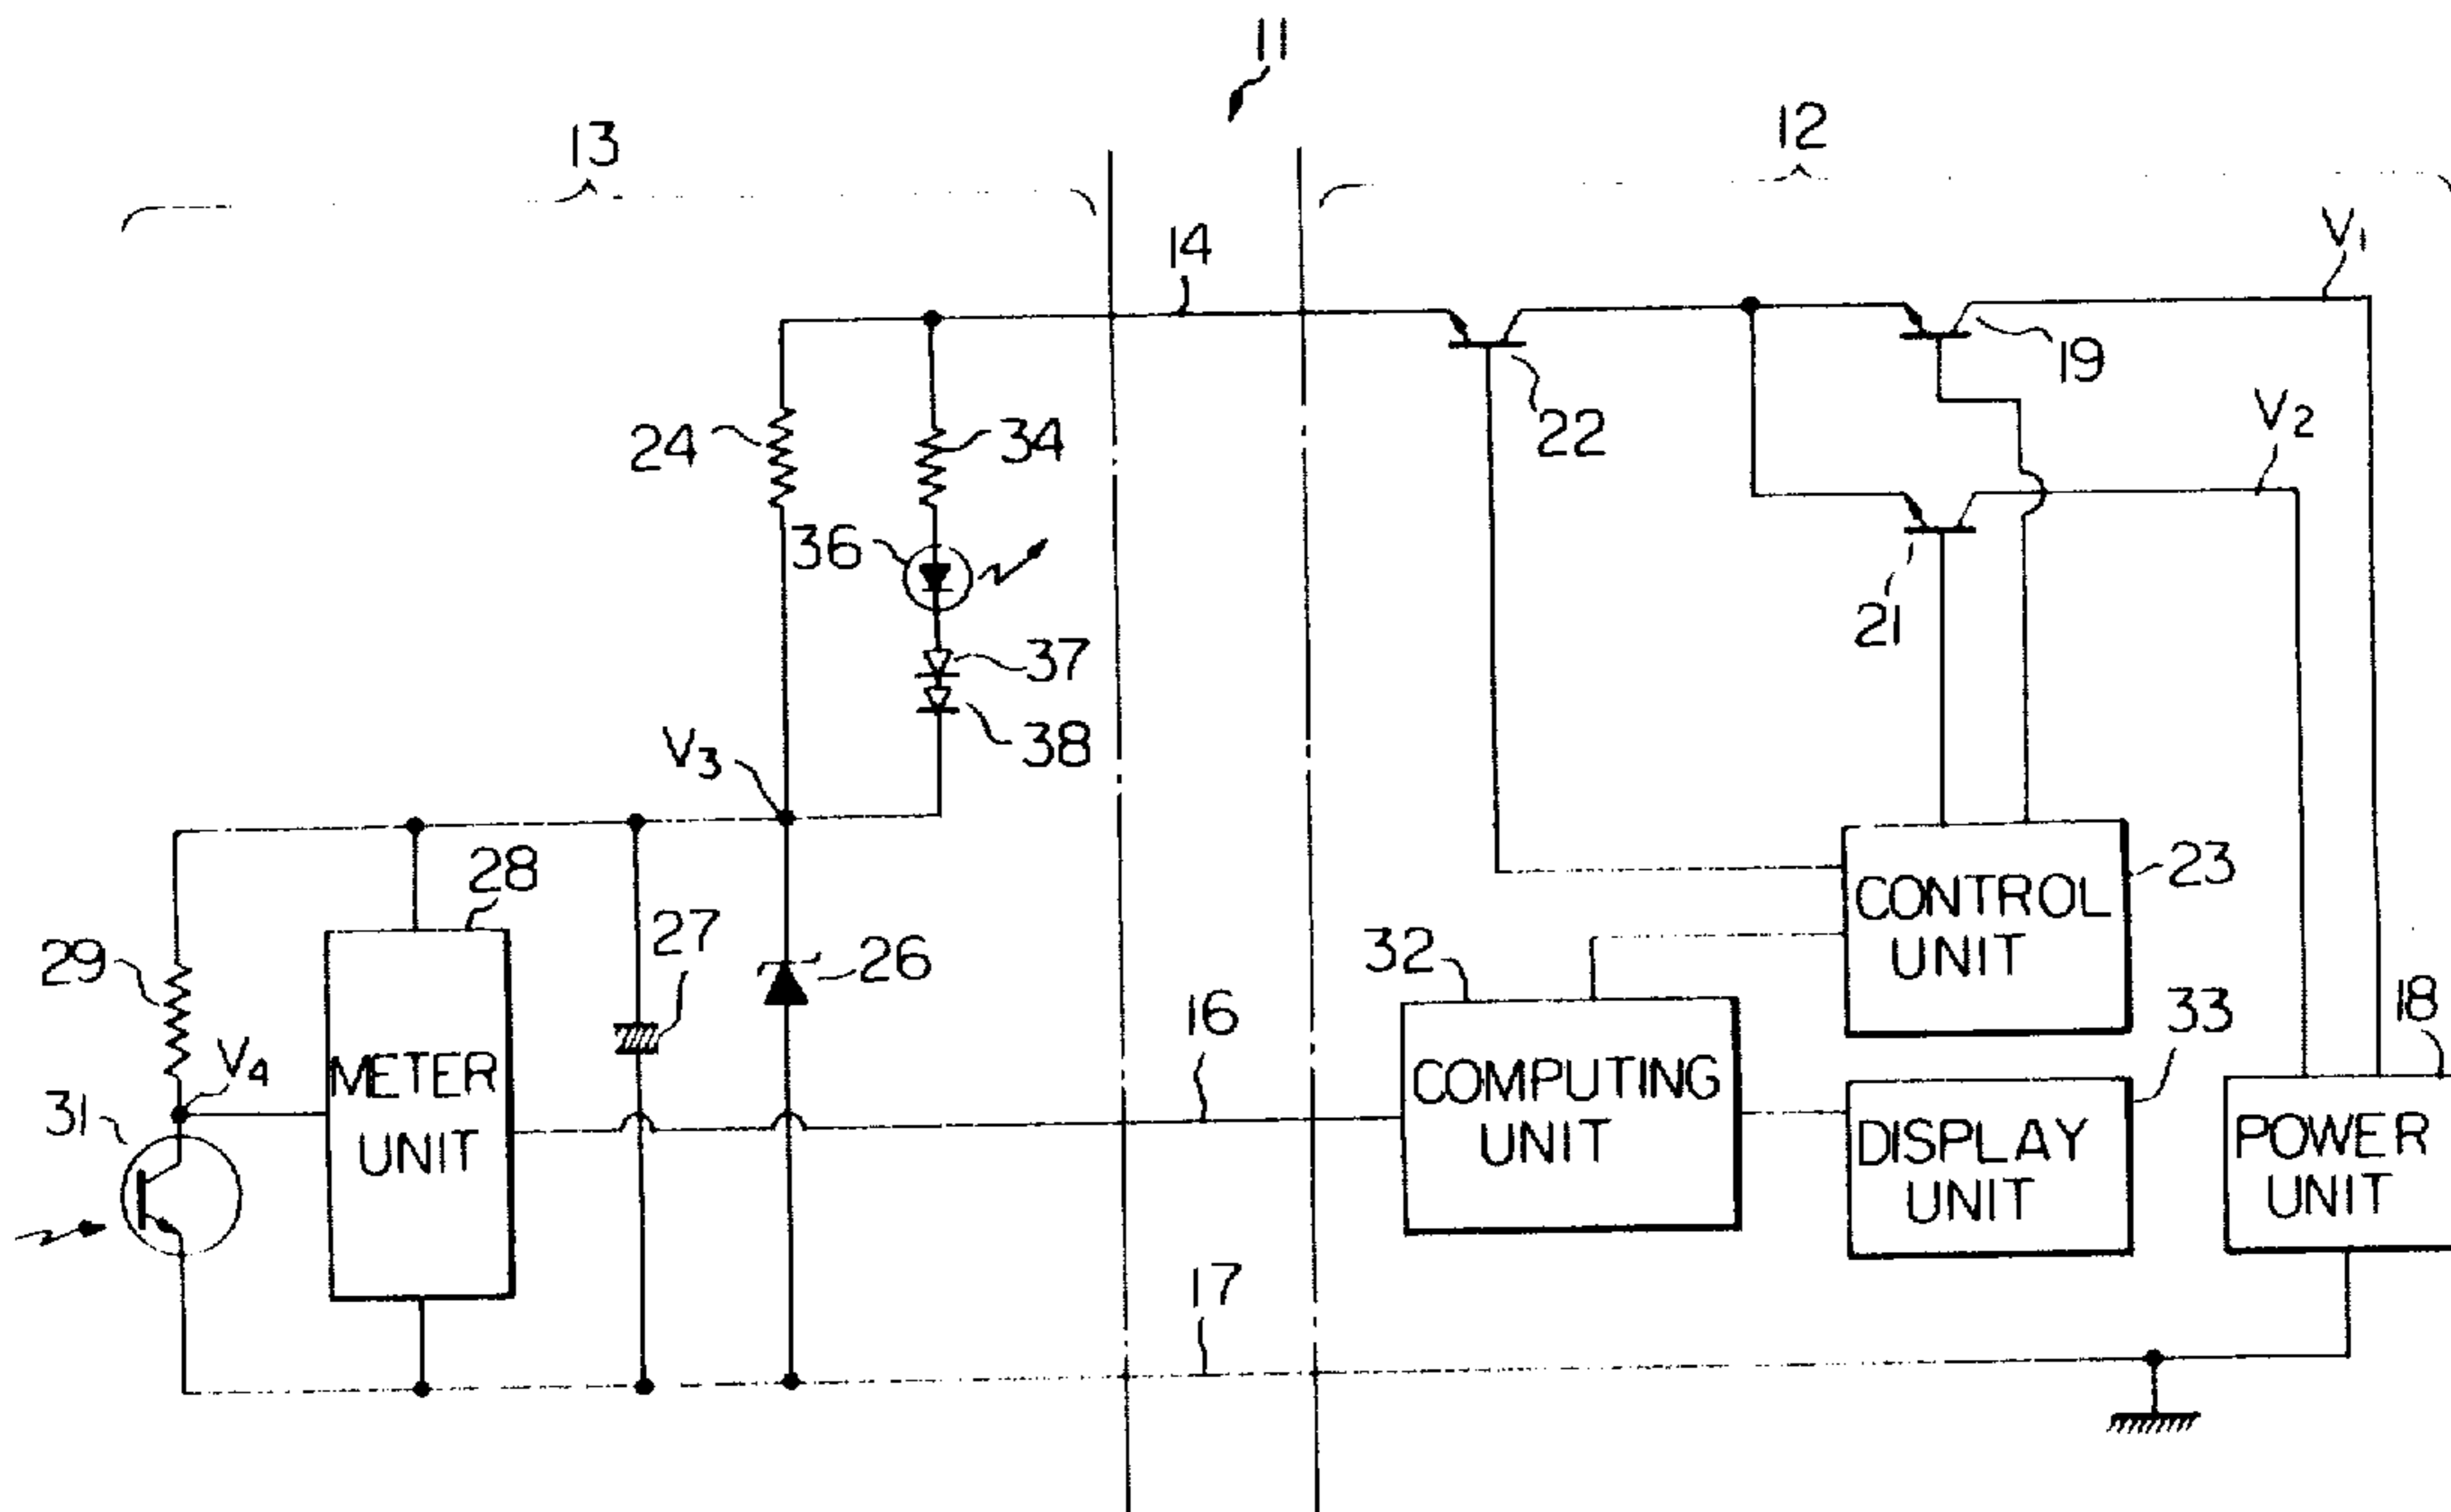 11
13
12
14
V1
19
22
V2
24
34
36
21
37
38
V3
28
23
CONTROL
UNIT
27
26
32
29
16
33
18
V4
METER
UNIT
COMPUTING
UNIT
DISPLAY
UNIT
POWER
UNIT
31
17